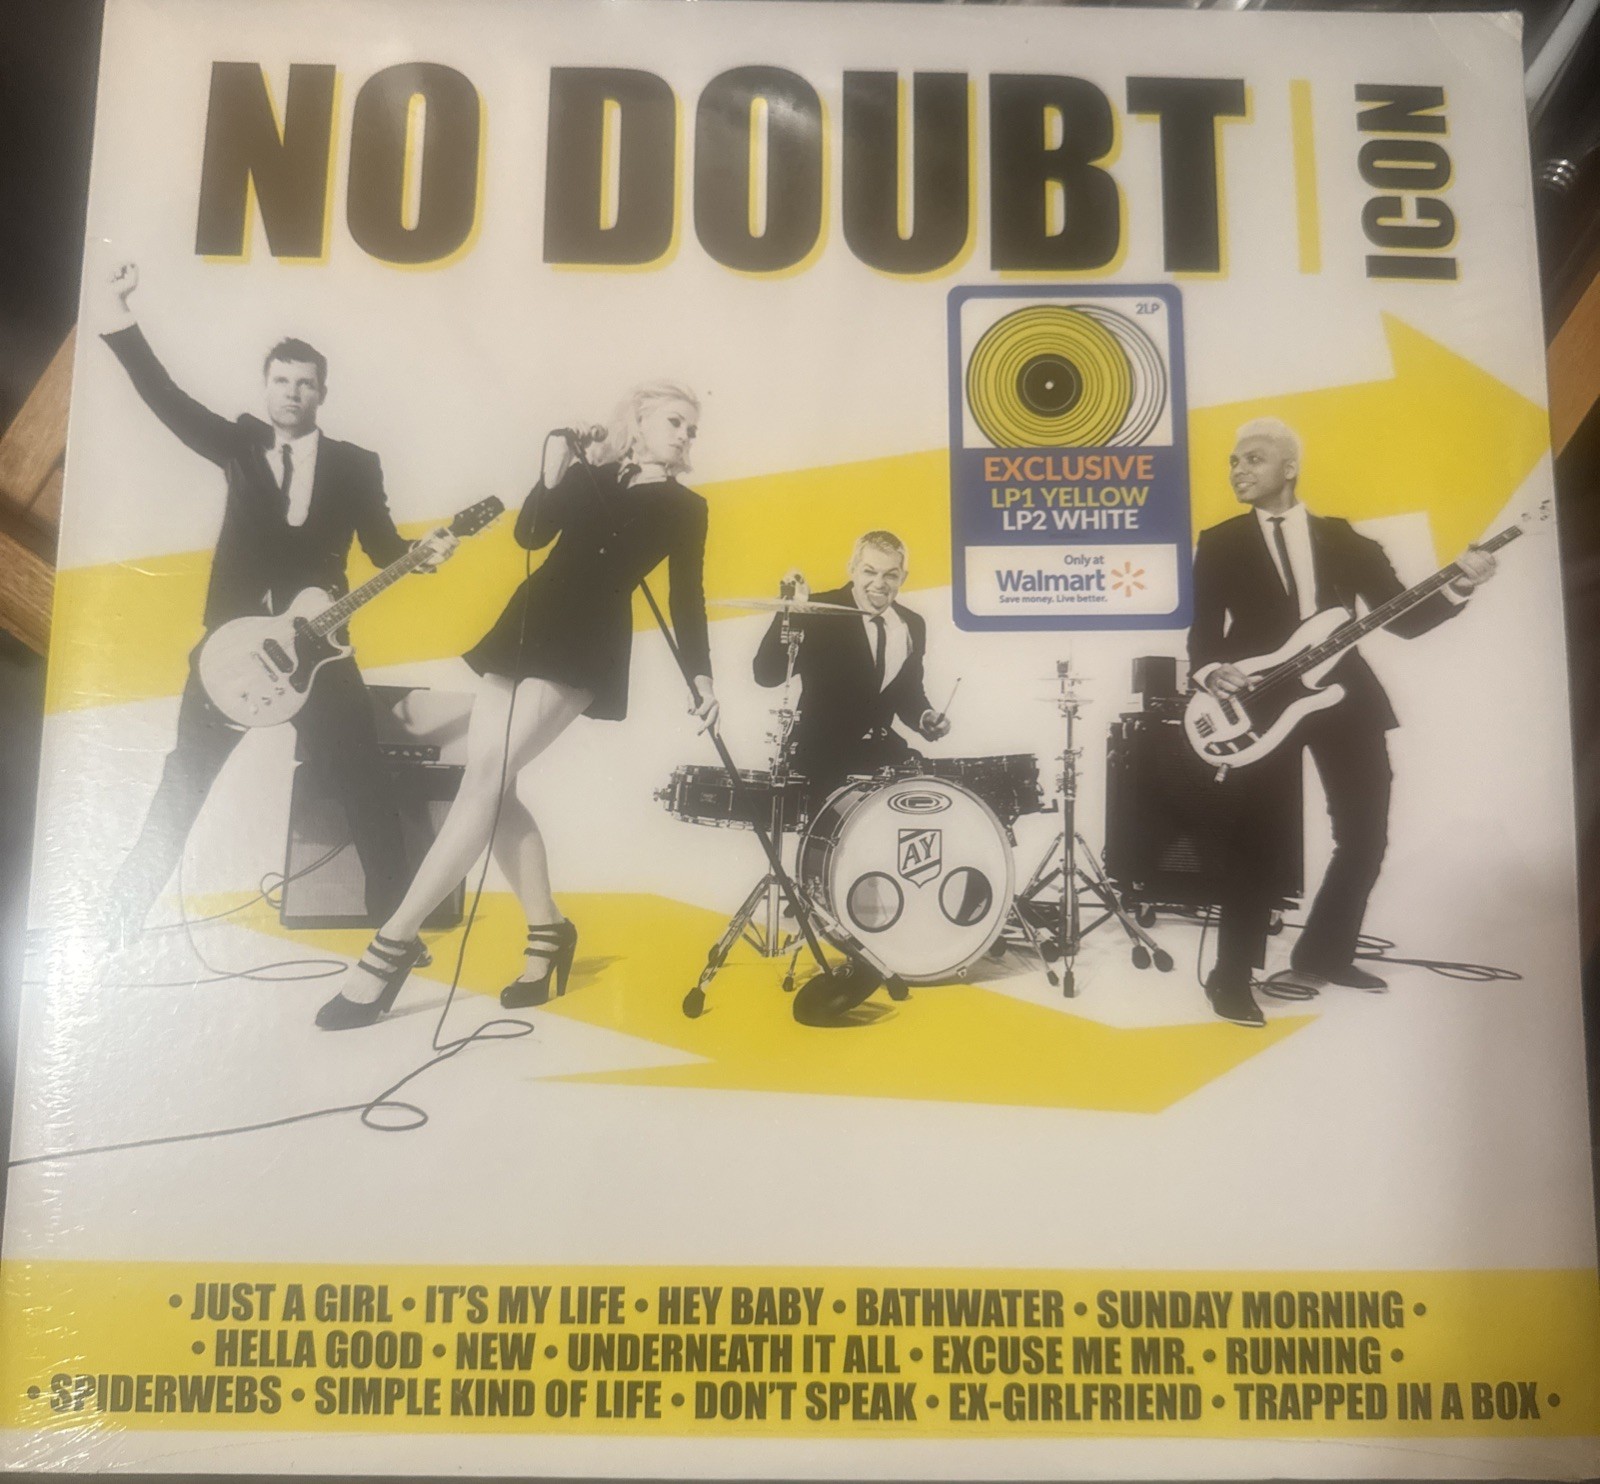 NO DOUBT
ICON
2LP
EXCLUSIVE
LP1 YELLOW
LP2 WHITE
Only at
Walmart
Save money. Live better.
AY
• JUST A GIRL • IT'S MY LIFE • HEY BABY • BATHWATER • SUNDAY MORNING •
• HELLA GOOD • NEW • UNDERNEATH IT ALL • EXCUSE ME MR. • RUNNING •
• SPIDERWEBS • SIMPLE KIND OF LIFE • DON'T SPEAK • EX-GIRLFRIEND • TRAPPED IN A BOX •